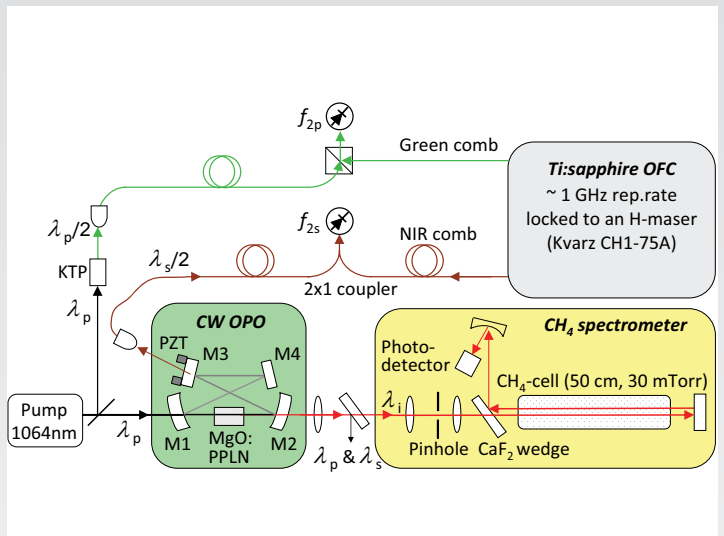 f2p
Green comb
Ti:sapphire OFC
~ 1 GHz rep.rate
locked to an H-maser
(Kvarz CH1-75A)
λp/2
f2s
NIR comb
KTP
λs/2
2x1 coupler
λp
CW OPO
CH4 spectrometer
PZT
M3
M4
Photo-
detector
CH4-cell (50 cm, 30 mTorr)
Pump
1064nm
λp
M1
MgO:
PPLN
M2
λp & λs
λi
Pinhole
CaF2 wedge